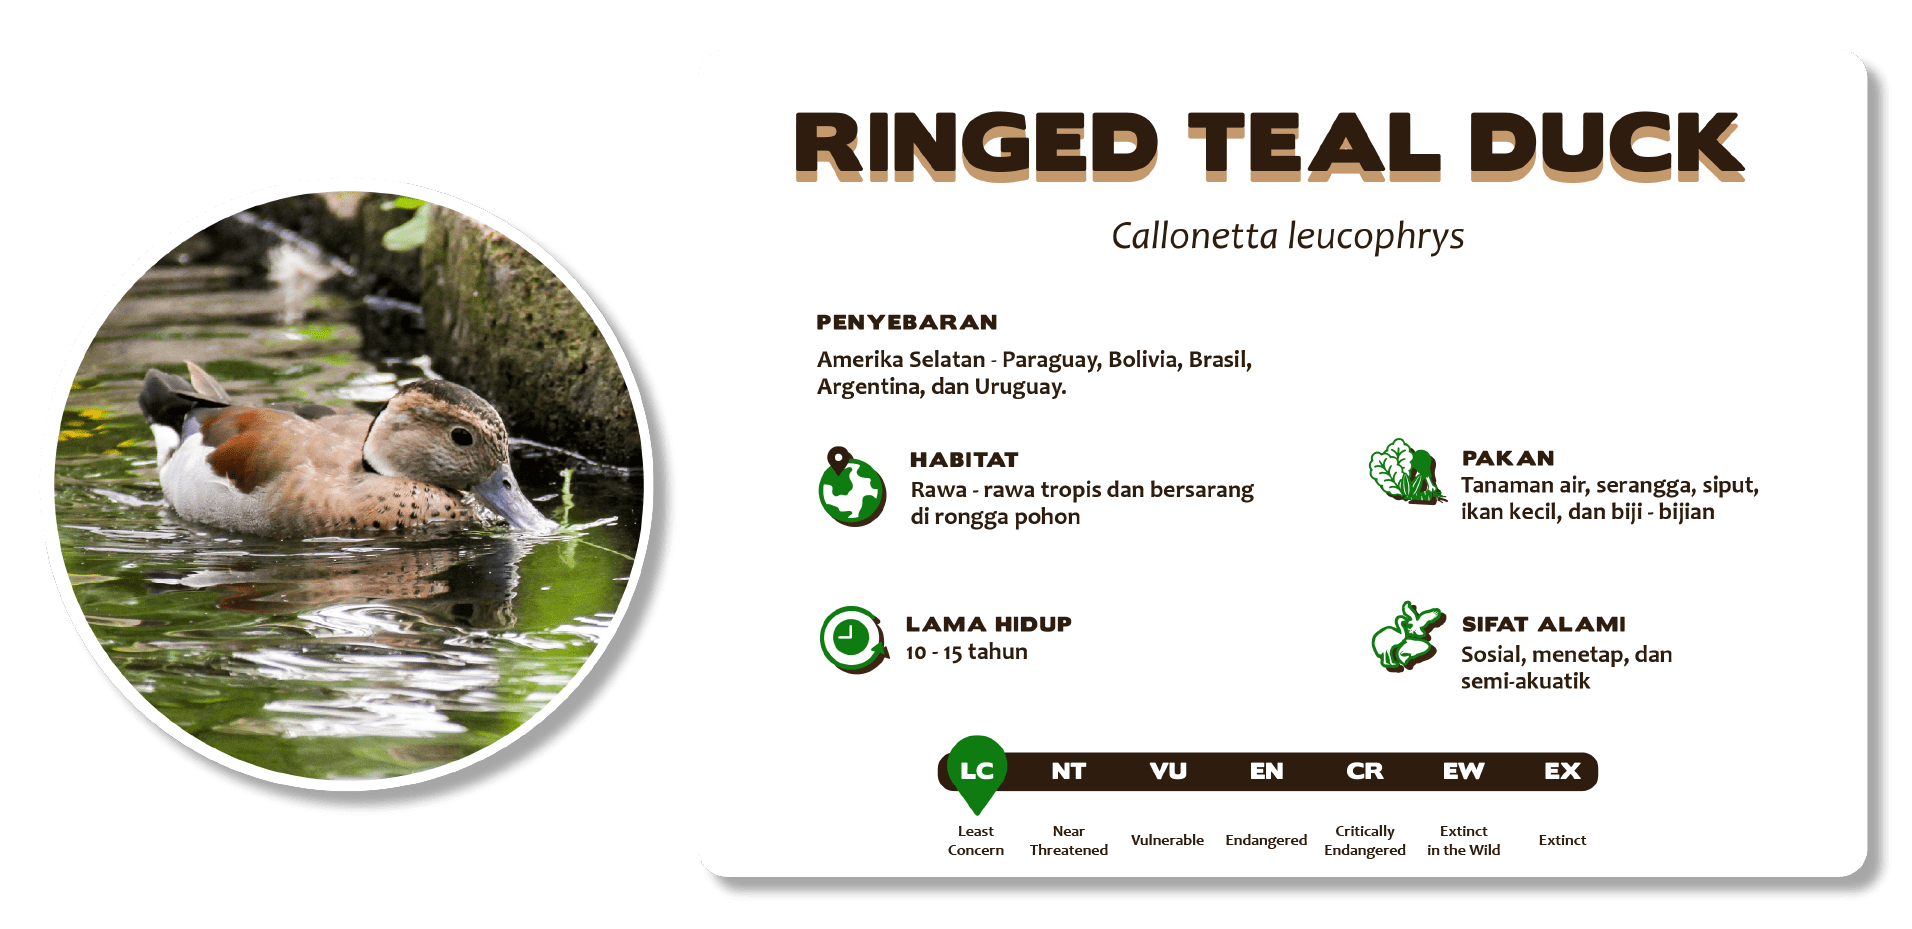 RINGED TEAL DUCK
Callonetta leucophrys
PENYEBARAN
Amerika Selatan - Paraguay, Bolivia, Brasil,
Argentina, dan Uruguay.
HABITAT
Rawa - rawa tropis dan bersarang
di rongga pohon
PAKAN
Tanaman air, serangga, siput,
ikan kecil, dan biji - bijian
LAMA HIDUP
10 - 15 tahun
SIFAT ALAMI
Sosial, menetap, dan
semi-akuatik
LC NT VU EN CR EW EX
Least Concern
Near Threatened
Vulnerable
Endangered
Critically Endangered
Extinct in the Wild
Extinct